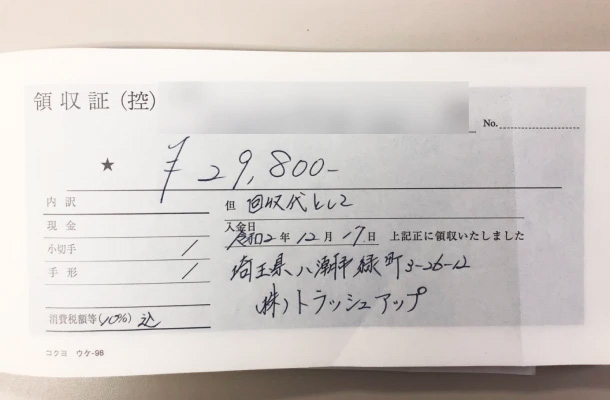 領収証（控）
No.
★ ¥29,800-
内訳
現金
小切手 /
手形 /
消費税額等(10%) 込
但 回収代として
入金日
令和2年12月17日 上記正に領収いたしました
埼玉県八潮市緑町3-26-12
(株)トラッシュアップ
コクヨ ウケ-98